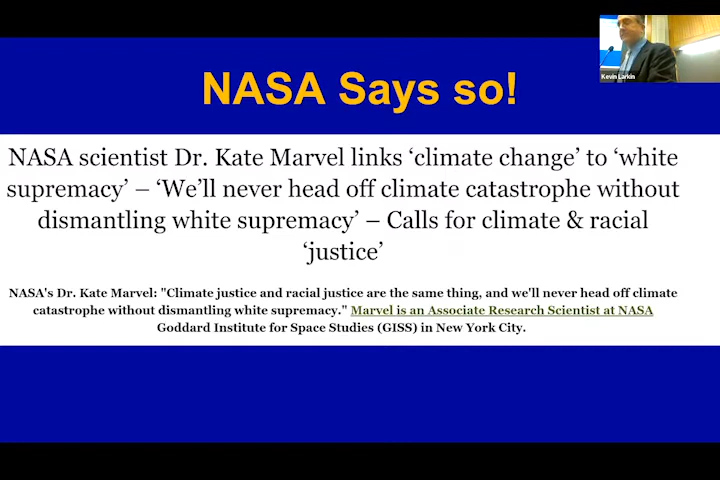 NASA Says so!
Kevin Larkin
NASA scientist Dr. Kate Marvel links ‘climate change’ to ‘white
supremacy’ – ‘We’ll never head off climate catastrophe without
dismantling white supremacy’ – Calls for climate & racial
‘justice’
NASA's Dr. Kate Marvel: "Climate justice and racial justice are the same thing, and we'll never head off climate
catastrophe without dismantling white supremacy." Marvel is an Associate Research Scientist at NASA
Goddard Institute for Space Studies (GISS) in New York City.